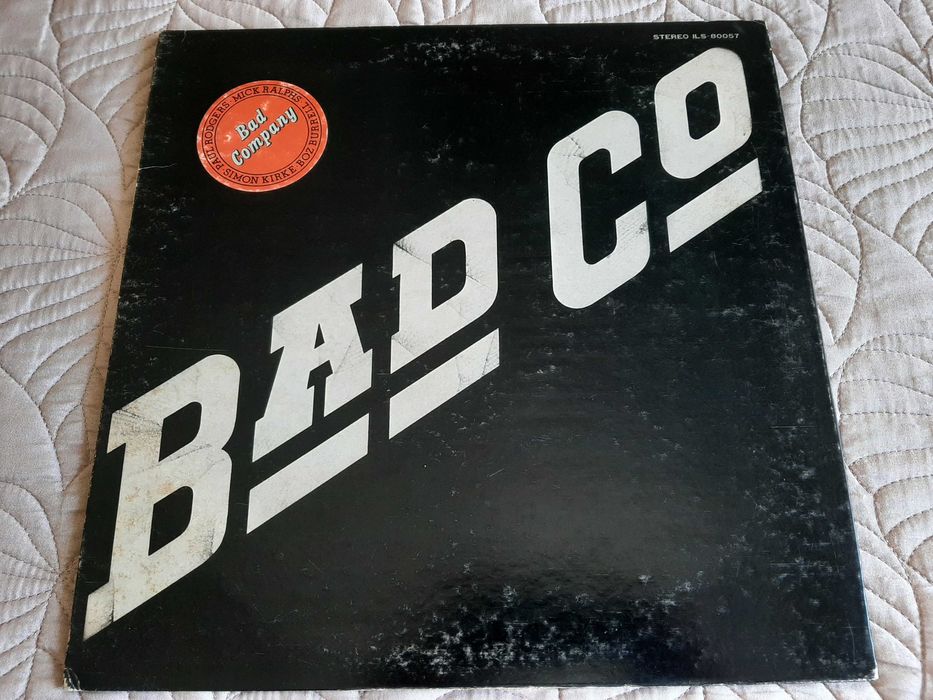 STEREO ILS-80057
PAUL RODGERS · MICK RALPHS
Bad
Company
SIMON KIRKE BOZ BURRELL
BAD CO